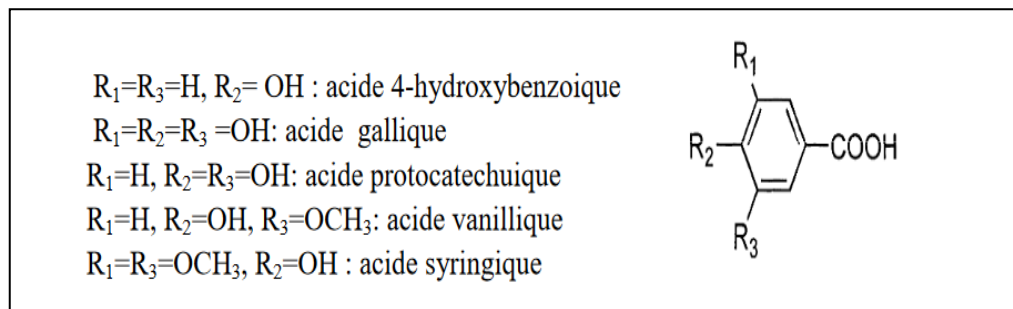 R₁=R₃=H, R₂= OH : acide 4-hydroxybenzoique
R₁=R₂=R₃ =OH: acide gallique
R₁=H, R₂=R₃=OH: acide protocatechuique
R₁=H, R₂=OH, R₃=OCH₃: acide vanillique
R₁=R₃=OCH₃, R₂=OH : acide syringique
R₁
R₂
COOH
R₃